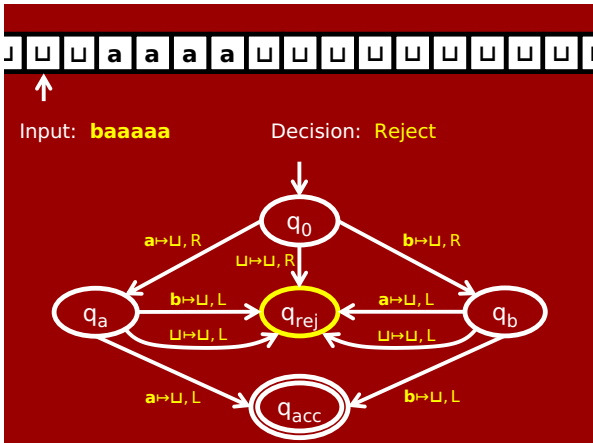 ⊔ ⊔ ⊔ a a a a ⊔ ⊔ ⊔ ⊔ ⊔ ⊔ ⊔ ⊔ ⊔ ⊔
Input: baaaaa Decision: Reject
q0
a↦⊔, R b↦⊔, R
⊔↦⊔, R
b↦⊔, L a↦⊔, L
qa qrej qb
⊔↦⊔, L ⊔↦⊔, L
a↦⊔, L b↦⊔, L
qacc